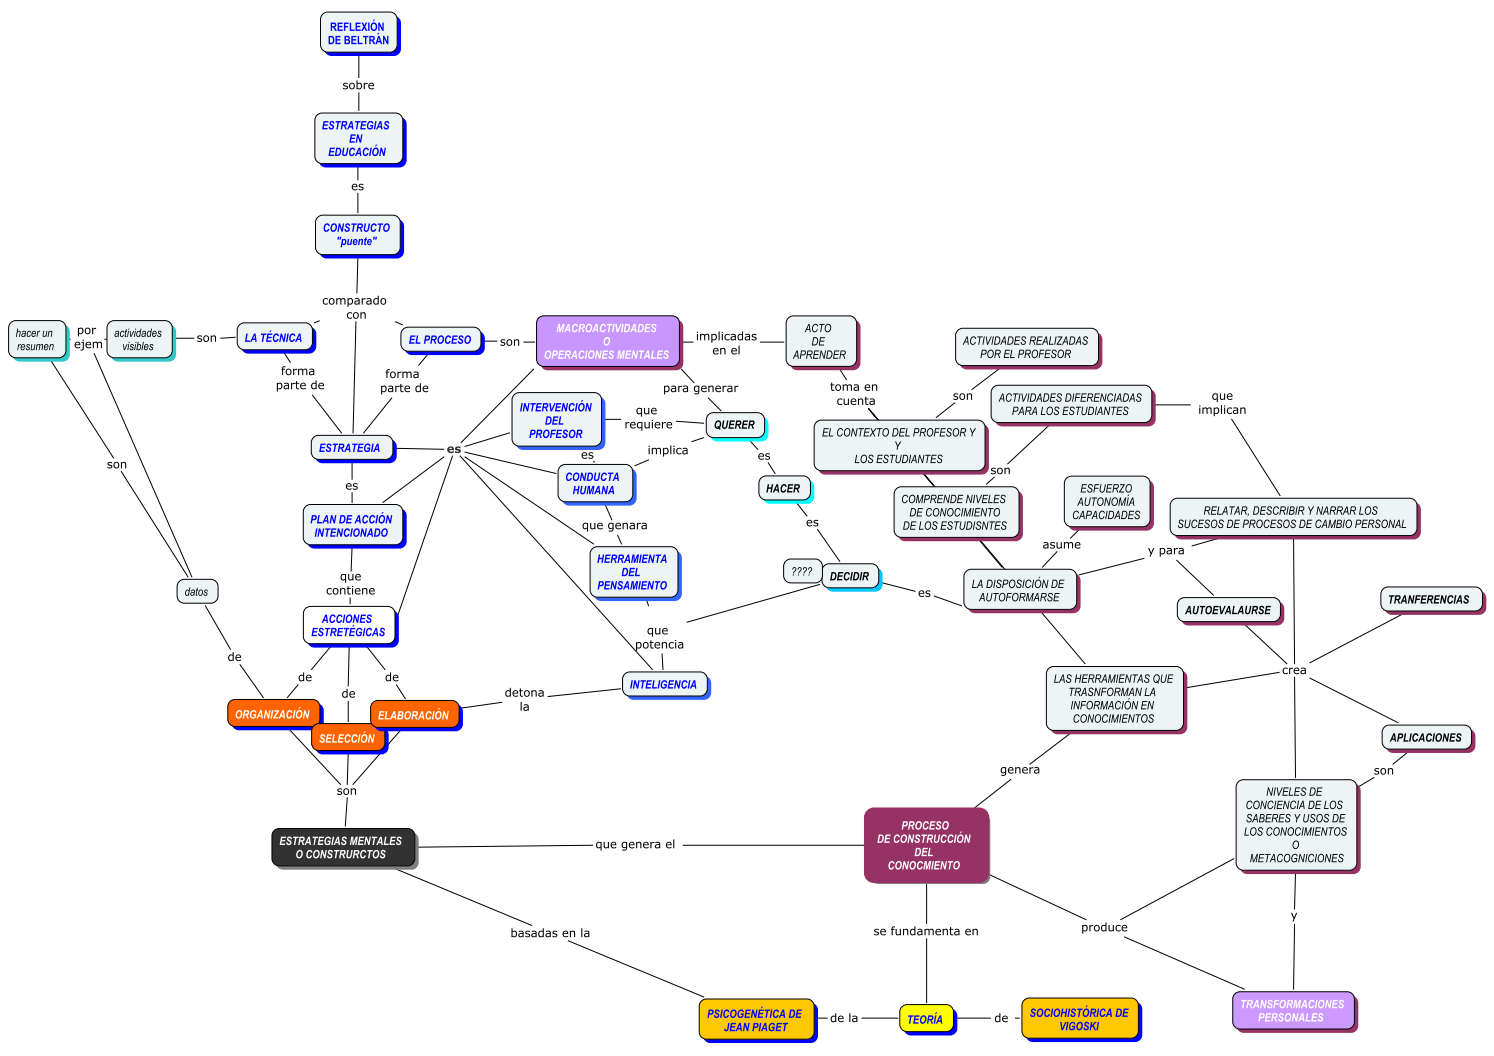 REFLEXIÓN
DE BELTRÁN
sobre
ESTRATEGIAS
EN
EDUCACIÓN
es
CONSTRUCTO
"puente"
comparado
con
hacer un
resumen
por
ejem
actividades
visibles
son
LA TÉCNICA
EL PROCESO
son
MACROACTIVIDADES
O
OPERACIONES MENTALES
implicadas
en el
ACTO
DE
APRENDER
ACTIVIDADES REALIZADAS
POR EL PROFESOR
forma
parte de
forma
parte de
para generar
toma en
cuenta
son
ACTIVIDADES DIFERENCIADAS
PARA LOS ESTUDIANTES
que
implican
INTERVENCIÓN
DEL
PROFESOR
que
requiere
QUERER
EL CONTEXTO DEL PROFESOR Y
Y
LOS ESTUDIANTES
ESTRATEGIA
es
es
implica
es
son
son
es
CONDUCTA
HUMANA
HACER
COMPRENDE NIVELES
DE CONOCIMIENTO
DE LOS ESTUDISNTES
ESFUERZO
AUTONOMÍA
CAPACIDADES
RELATAR, DESCRIBIR Y NARRAR LOS
SUCESOS DE PROCESOS DE CAMBIO PERSONAL
PLAN DE ACCIÓN
INTENCIONADO
que genara
es
asume
y para
HERRAMIENTA
DEL
PENSAMIENTO
????
DECIDIR
es
LA DISPOSICIÓN DE
AUTOFORMARSE
que
contiene
datos
AUTOEVALAURSE
TRANFERENCIAS
ACCIONES
ESTRETÉGICAS
que
potencia
de
de
de
de
crea
INTELIGENCIA
detona
la
LAS HERRAMIENTAS QUE
TRASNFORMAN LA
INFORMACIÓN EN
CONOCIMIENTOS
ORGANIZACIÓN
SELECCIÓN
ELABORACIÓN
APLICACIONES
son
genera
son
NIVELES DE
CONCIENCIA DE LOS
SABERES Y USOS DE
LOS CONOCIMIENTOS
O
METACOGNICIONES
ESTRATEGIAS MENTALES
O CONSTRURCTOS
que genera el
PROCESO
DE CONSTRUCCIÓN
DEL
CONOCMIENTO
y
basadas en la
se fundamenta en
produce
PSICOGENÉTICA DE
JEAN PIAGET
de la
TEORÍA
de
SOCIOHISTÓRICA DE
VIGOSKI
TRANSFORMACIONES
PERSONALES